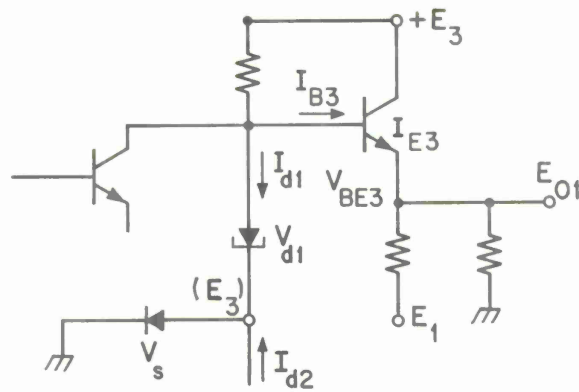 +E3
IB3
IE3
Id1
VBE3
E01
Vd1
(E3)
E1
Vs
Id2